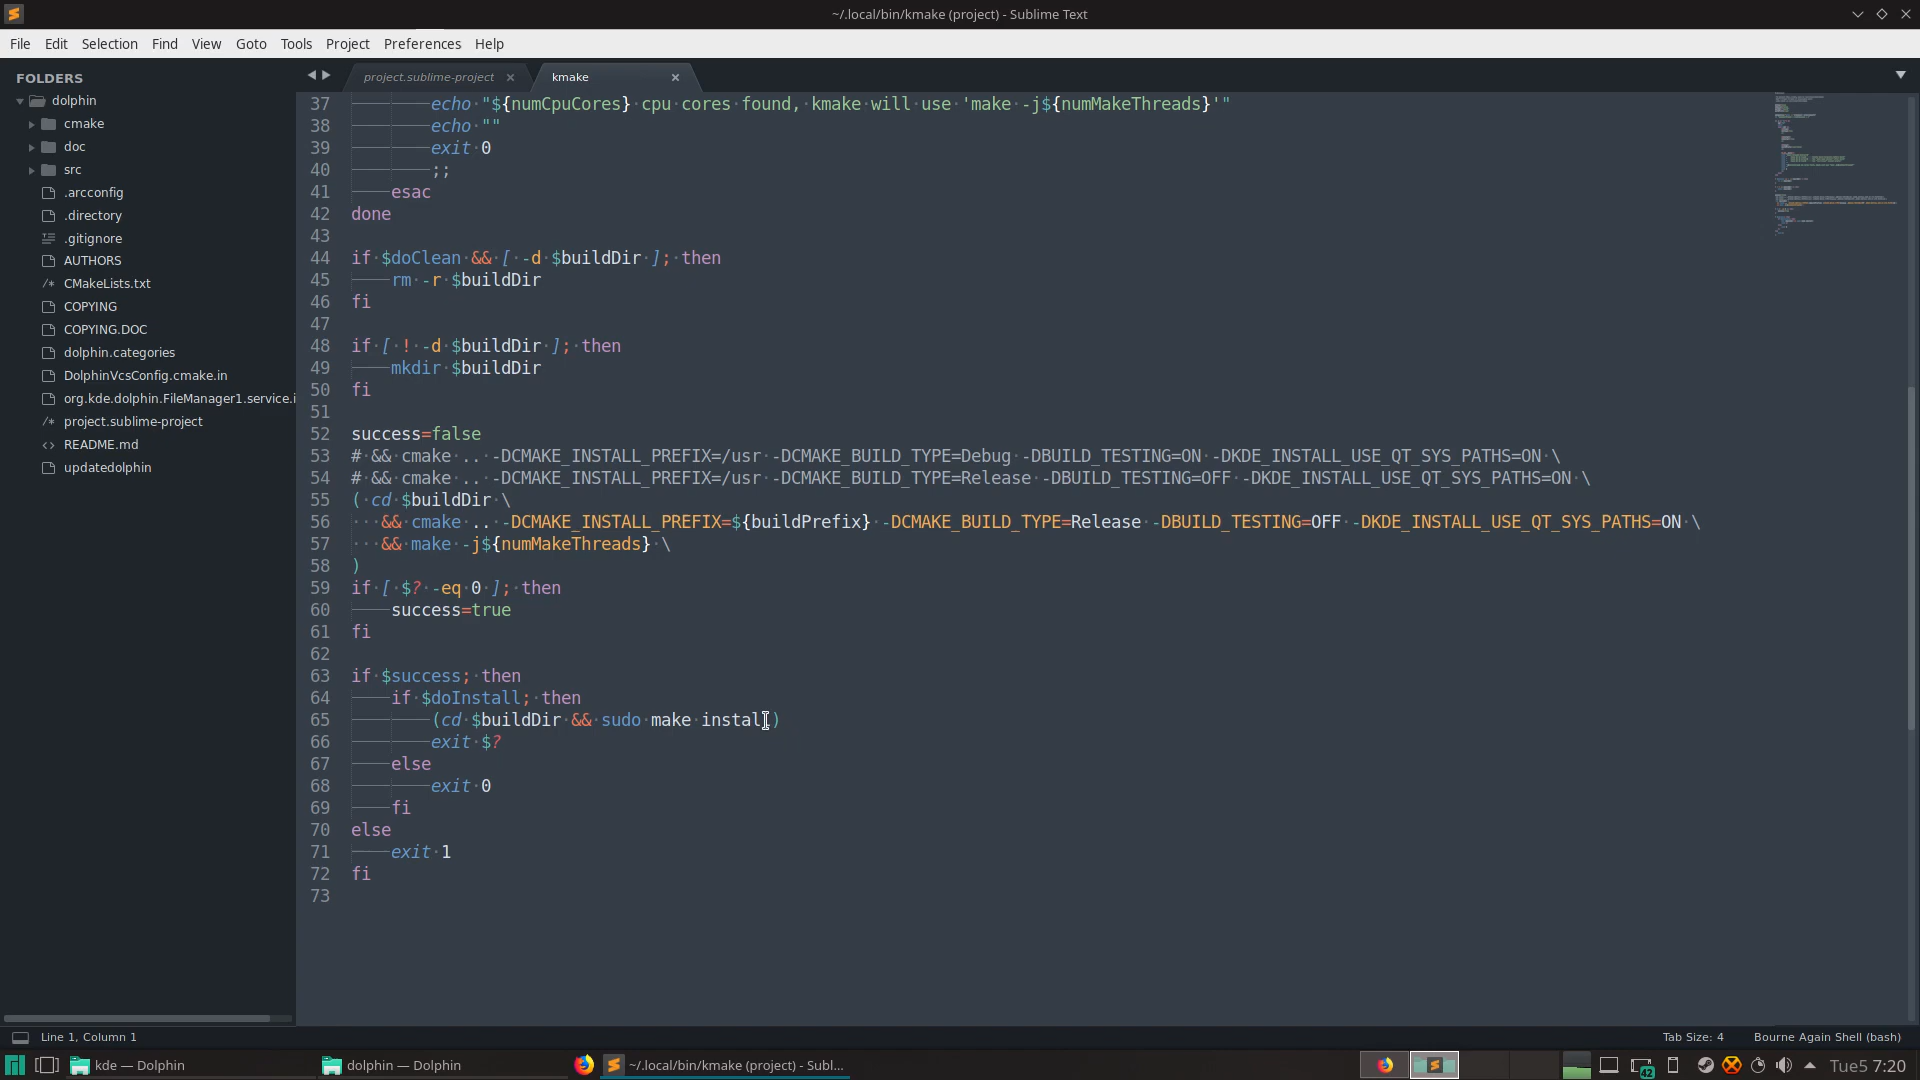 ~/.local/bin/kmake (project) - Sublime Text
File Edit Selection Find View Goto Tools Project Preferences Help
FOLDERS
dolphin
cmake
doc
src
.arcconfig
.directory
.gitignore
AUTHORS
CMakeLists.txt
COPYING
COPYING.DOC
dolphin.categories
DolphinVcsConfig.cmake.in
org.kde.dolphin.FileManager1.service.i
project.sublime-project
README.md
updatedolphin
project.sublime-project kmake
37 echo "${numCpuCores} cpu cores found, kmake will use 'make -j${numMakeThreads}'"
38 echo ""
39 exit 0
40 ;;
41 esac
42 done
43
44 if $doClean && [ -d $buildDir ]; then
45 rm -r $buildDir
46 fi
47
48 if [ ! -d $buildDir ]; then
49 mkdir $buildDir
50 fi
51
52 success=false
53 # && cmake .. -DCMAKE_INSTALL_PREFIX=/usr -DCMAKE_BUILD_TYPE=Debug -DBUILD_TESTING=ON -DKDE_INSTALL_USE_QT_SYS_PATHS=ON \
54 # && cmake .. -DCMAKE_INSTALL_PREFIX=/usr -DCMAKE_BUILD_TYPE=Release -DBUILD_TESTING=OFF -DKDE_INSTALL_USE_QT_SYS_PATHS=ON \
55 ( cd $buildDir \
56 && cmake .. -DCMAKE_INSTALL_PREFIX=${buildPrefix} -DCMAKE_BUILD_TYPE=Release -DBUILD_TESTING=OFF -DKDE_INSTALL_USE_QT_SYS_PATHS=ON \
57 && make -j${numMakeThreads} \
58 )
59 if [ $? -eq 0 ]; then
60 success=true
61 fi
62
63 if $success; then
64 if $doInstall; then
65 (cd $buildDir && sudo make install)
66 exit $?
67 else
68 exit 0
69 fi
70 else
71 exit 1
72 fi
73
Line 1, Column 1 Tab Size: 4 Bourne Again Shell (bash)
kde — Dolphin dolphin — Dolphin ~/.local/bin/kmake (project) - Subl... 42 Tue5 7:20